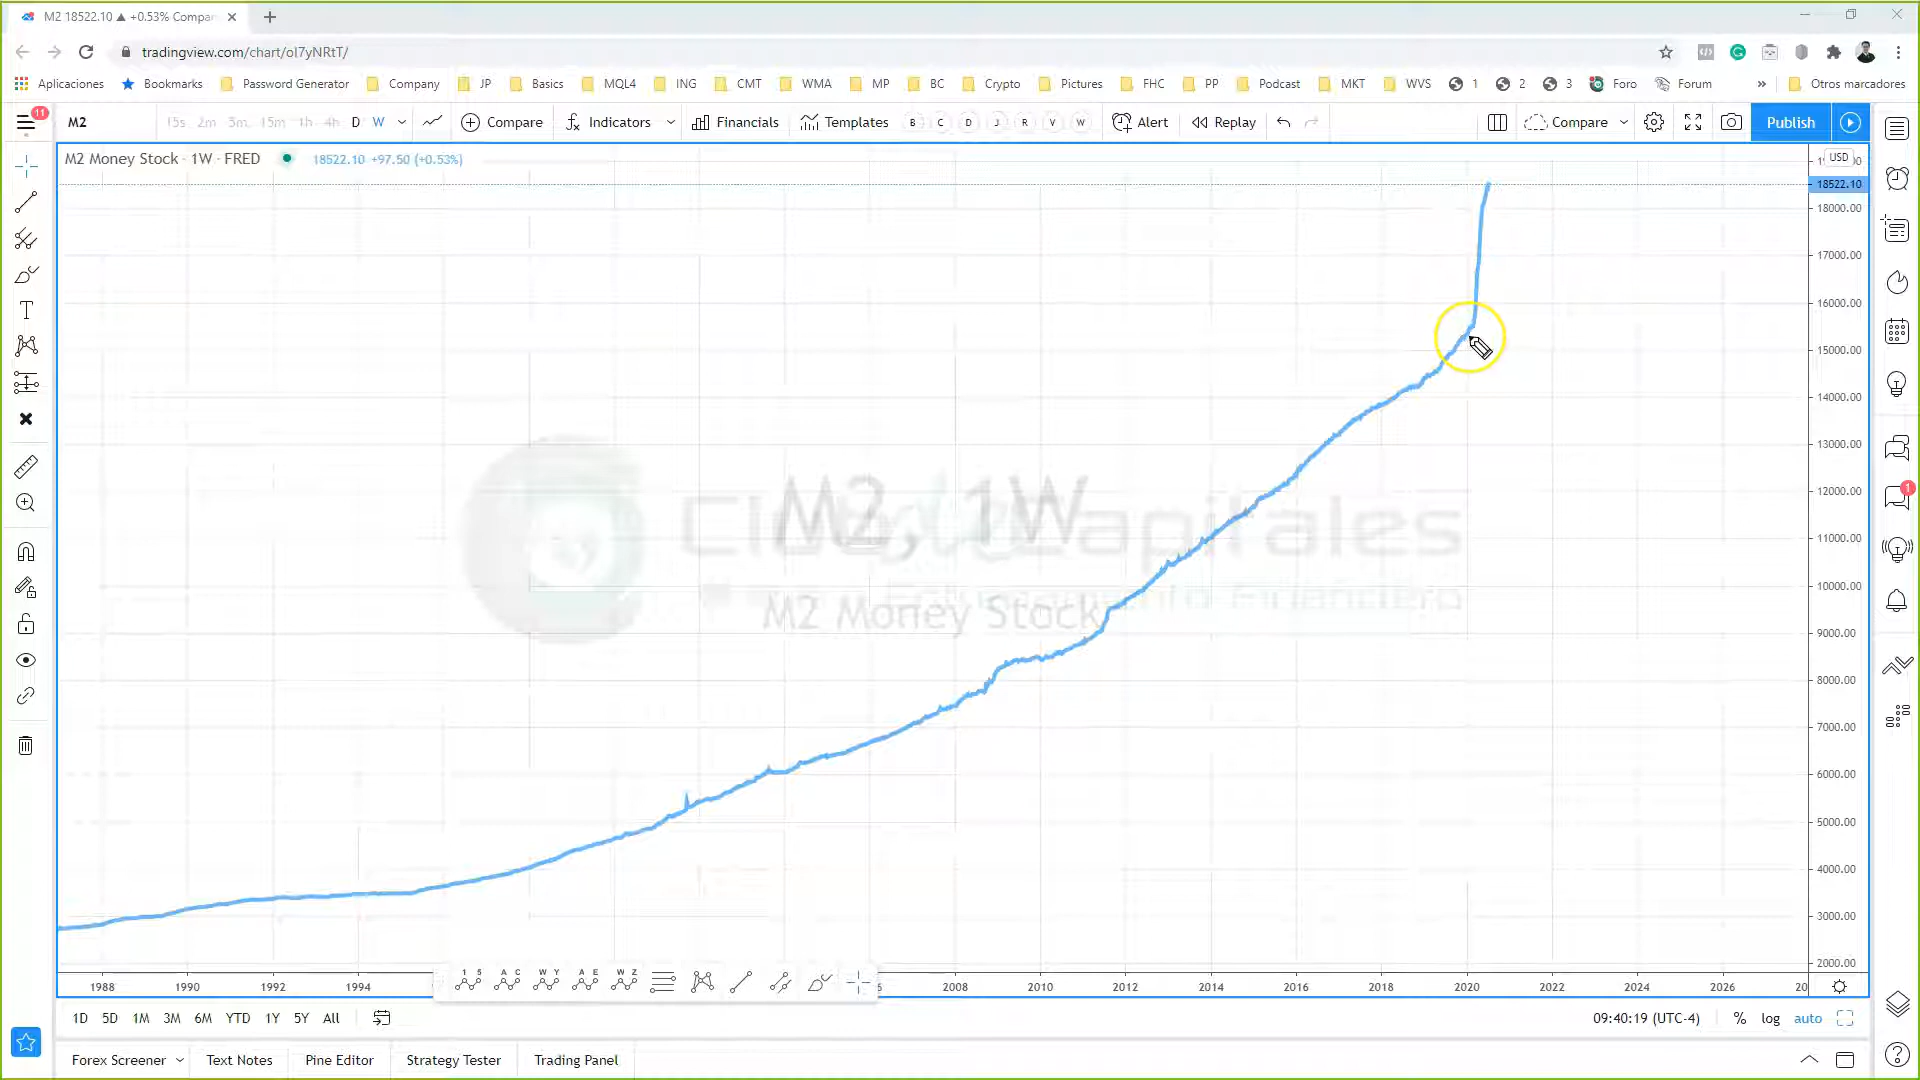 M2 18522.10 ▲ +0.53% Compar
tradingview.com/chart/ol7yNRtT/
Aplicaciones Bookmarks Password Generator Company JP Basics MQL4 ING CMT WMA MP BC Crypto Pictures FHC PP Podcast MKT WVS 1 2 3 Foro Forum » Otros marcadores
11 M2 15s 2m 5m 15m 1h 4h D W Compare Indicators Financials Templates B C D J R V W Alert Replay Compare Publish
M2 Money Stock · 1W · FRED 18522.10 +97.50 (+0.53%)
USD
18522.10
18000.00
17000.00
16000.00
15000.00
14000.00
13000.00
12000.00
11000.00
10000.00
9000.00
8000.00
7000.00
6000.00
5000.00
4000.00
3000.00
2000.00
M2, 1W
Capitales
M2 Money Stock
Financiero
1
1 5 A C W Y A E W Z
1988 1990 1992 1994 2008 2010 2012 2014 2016 2018 2020 2022 2024 2026
1D 5D 1M 3M 6M YTD 1Y 5Y All 09:40:19 (UTC-4) % log auto
Forex Screener Text Notes Pine Editor Strategy Tester Trading Panel